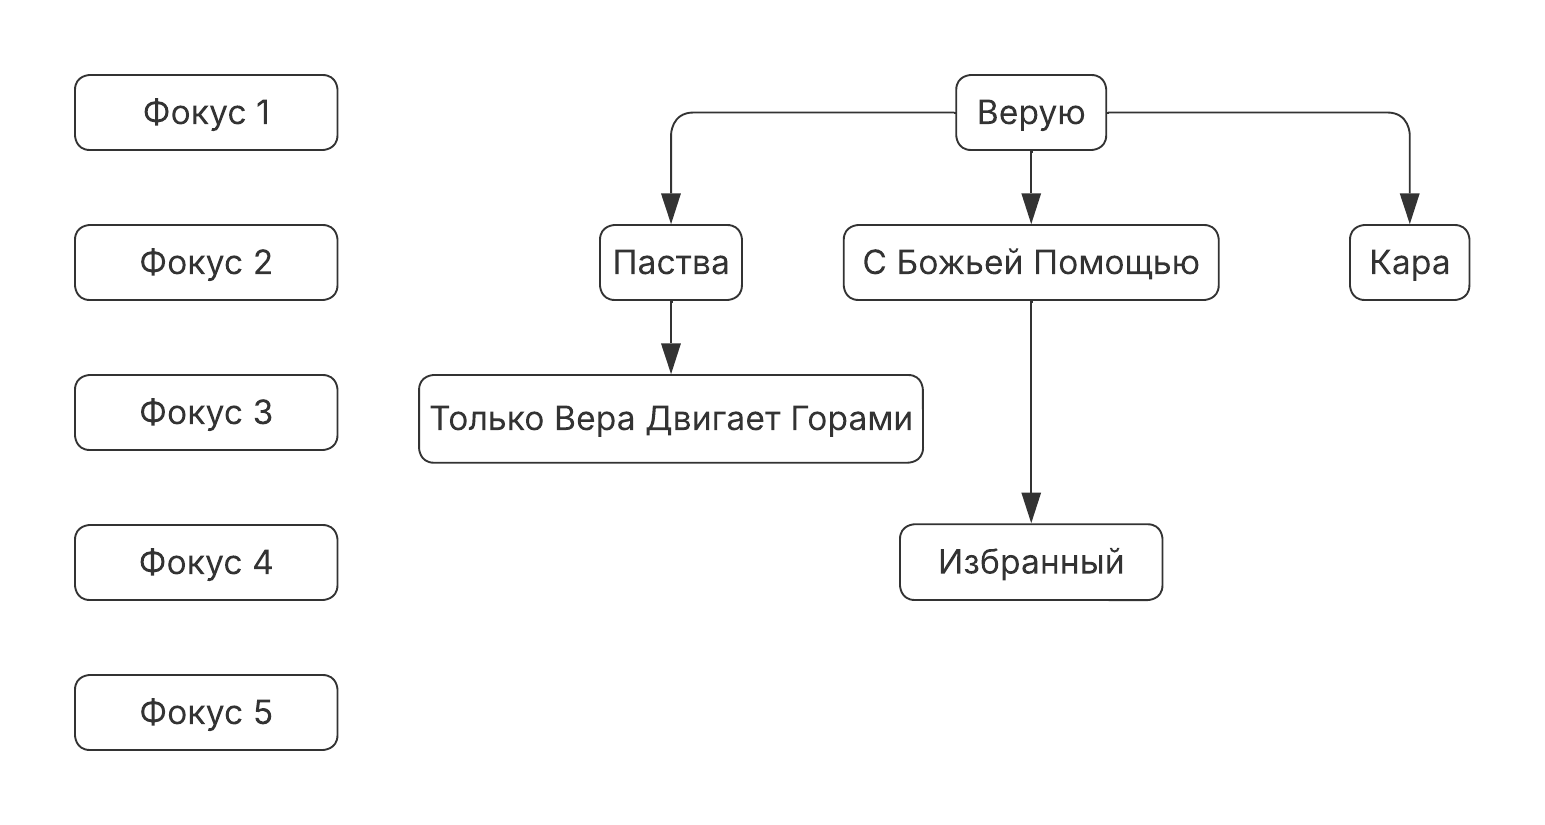 Фокус 1
Верую
Фокус 2
Паства
С Божьей Помощью
Кара
Фокус 3
Только Вера Двигает Горами
Фокус 4
Избранный
Фокус 5